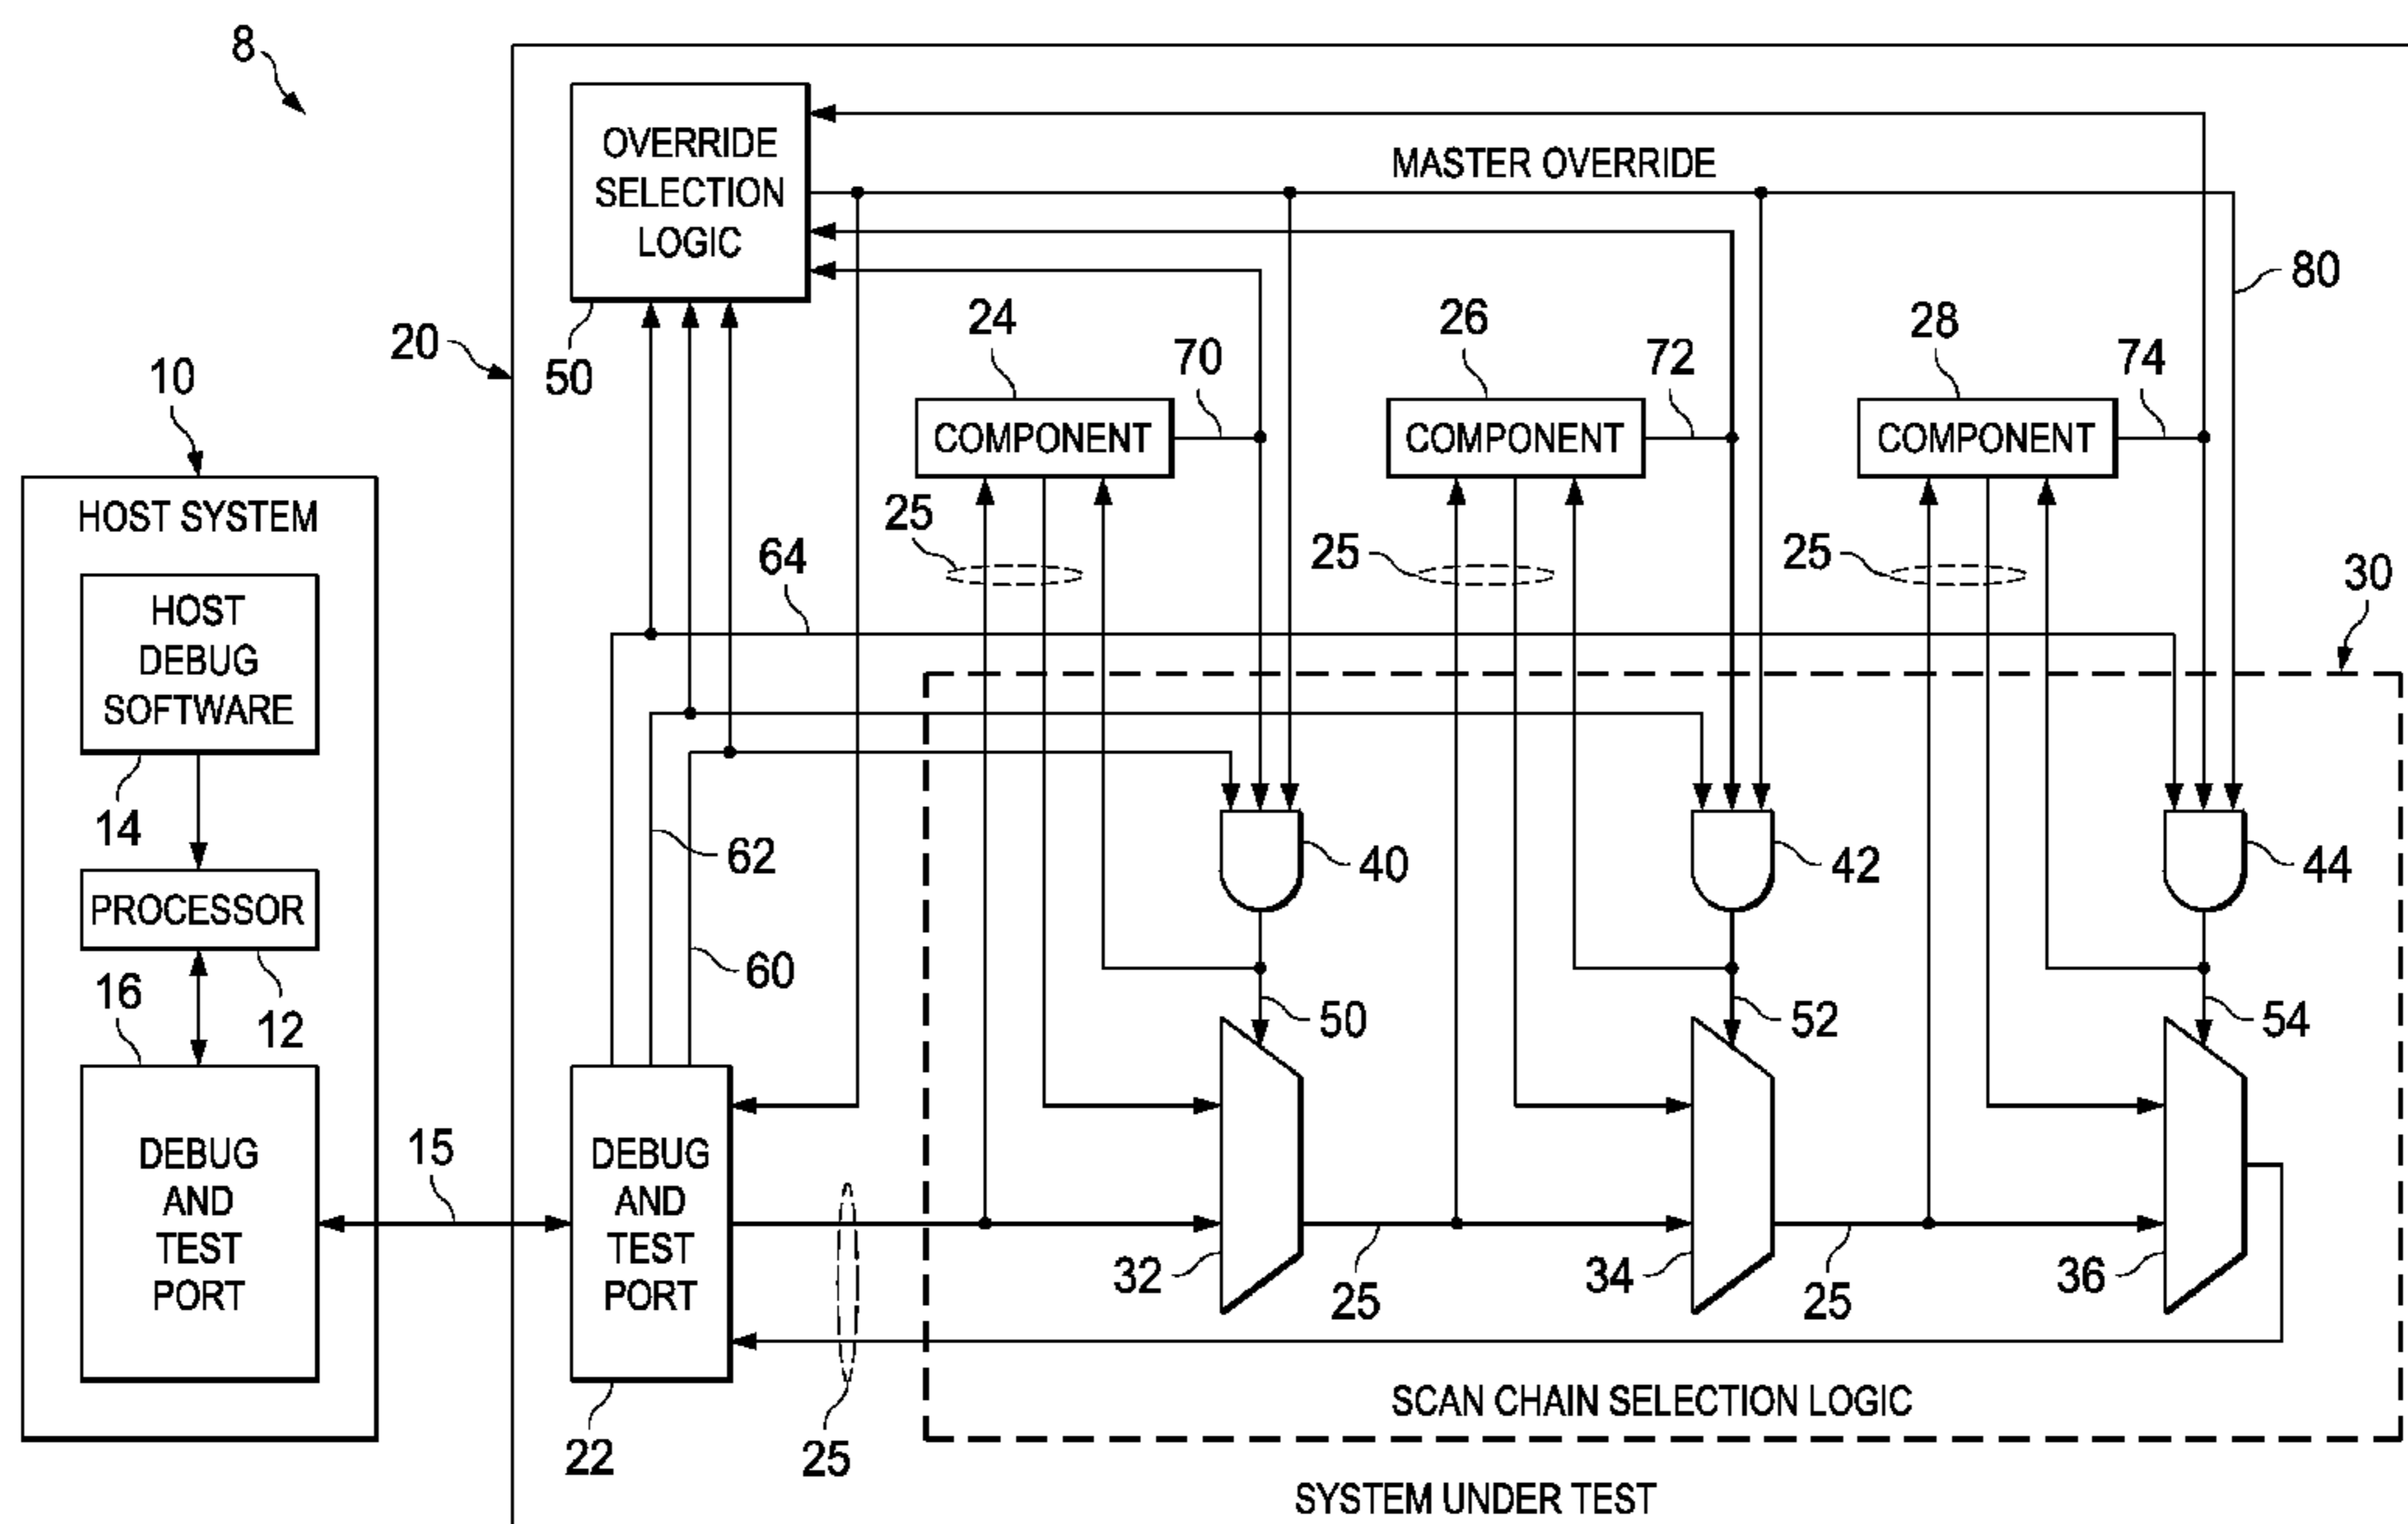 8
OVERRIDE
SELECTION
LOGIC
50
MASTER OVERRIDE
80
20
24
COMPONENT
70
26
COMPONENT
72
28
COMPONENT
74
25
25
25
64
30
10
HOST SYSTEM
HOST
DEBUG
SOFTWARE
14
PROCESSOR
12
16
DEBUG
AND
TEST
PORT
15
62
60
40
42
44
50
52
54
DEBUG
AND
TEST
PORT
22
25
32
25
34
25
36
SCAN CHAIN SELECTION LOGIC
SYSTEM UNDER TEST